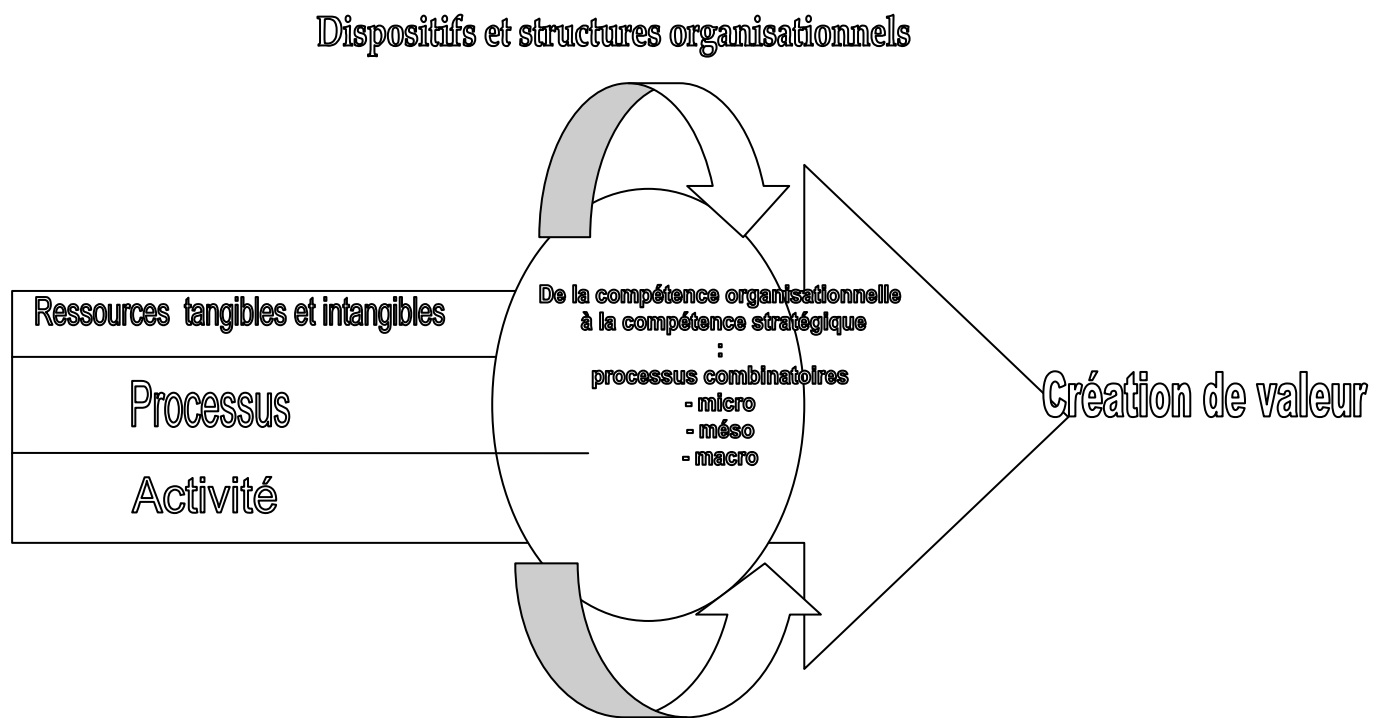 Dispositifs et structures organisationnels
Ressources tangibles et intangibles
Processus
Activité
De la compétence organisationnelle
à la compétence stratégique
:
processus combinatoires
- micro
- méso
- macro
Création de valeur